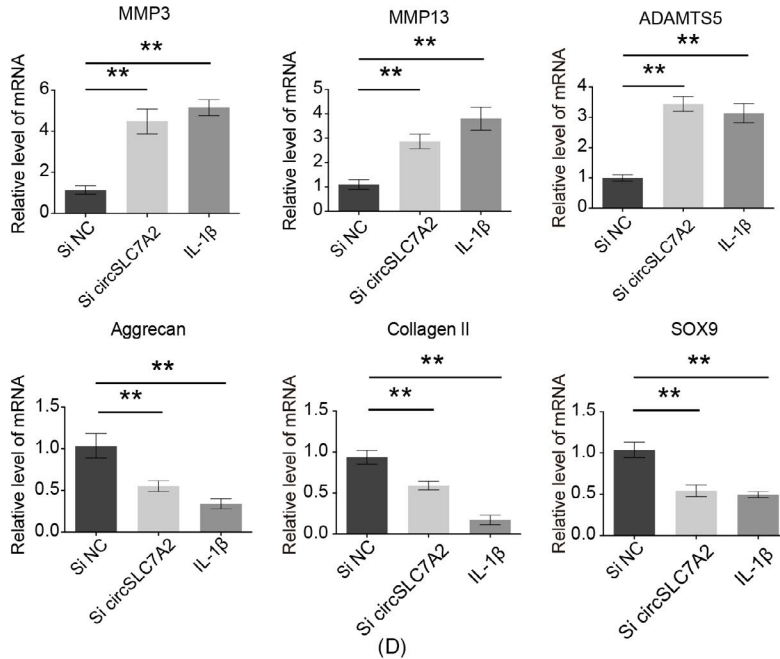 MMP3
**
**
Relative level of mRNA
6
4
2
0
Si NC
Si circSLC7A2
IL-1β
MMP13
**
**
Relative level of mRNA
5
4
3
2
1
0
Si NC
Si circSLC7A2
IL-1β
ADAMTS5
**
**
Relative level of mRNA
4
3
2
1
0
Si NC
Si circSLC7A2
IL-1β
Aggrecan
**
**
Relative level of mRNA
1.5
1.0
0.5
0.0
Si NC
Si circSLC7A2
IL-1β
Collagen II
**
**
Relative level of mRNA
1.5
1.0
0.5
0.0
Si NC
Si circSLC7A2
IL-1β
SOX9
**
**
Relative level of mRNA
1.5
1.0
0.5
0.0
Si NC
Si circSLC7A2
IL-1β
(D)